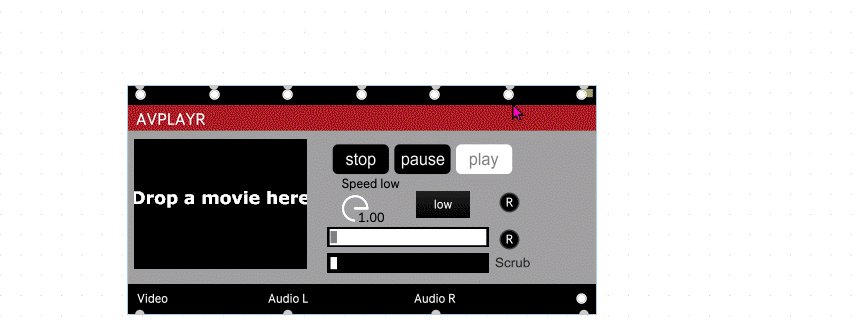 AVPLAYR
stop pause play
Drop a movie here
Speed low
1.00
low
R
R
Scrub
Video Audio L Audio R